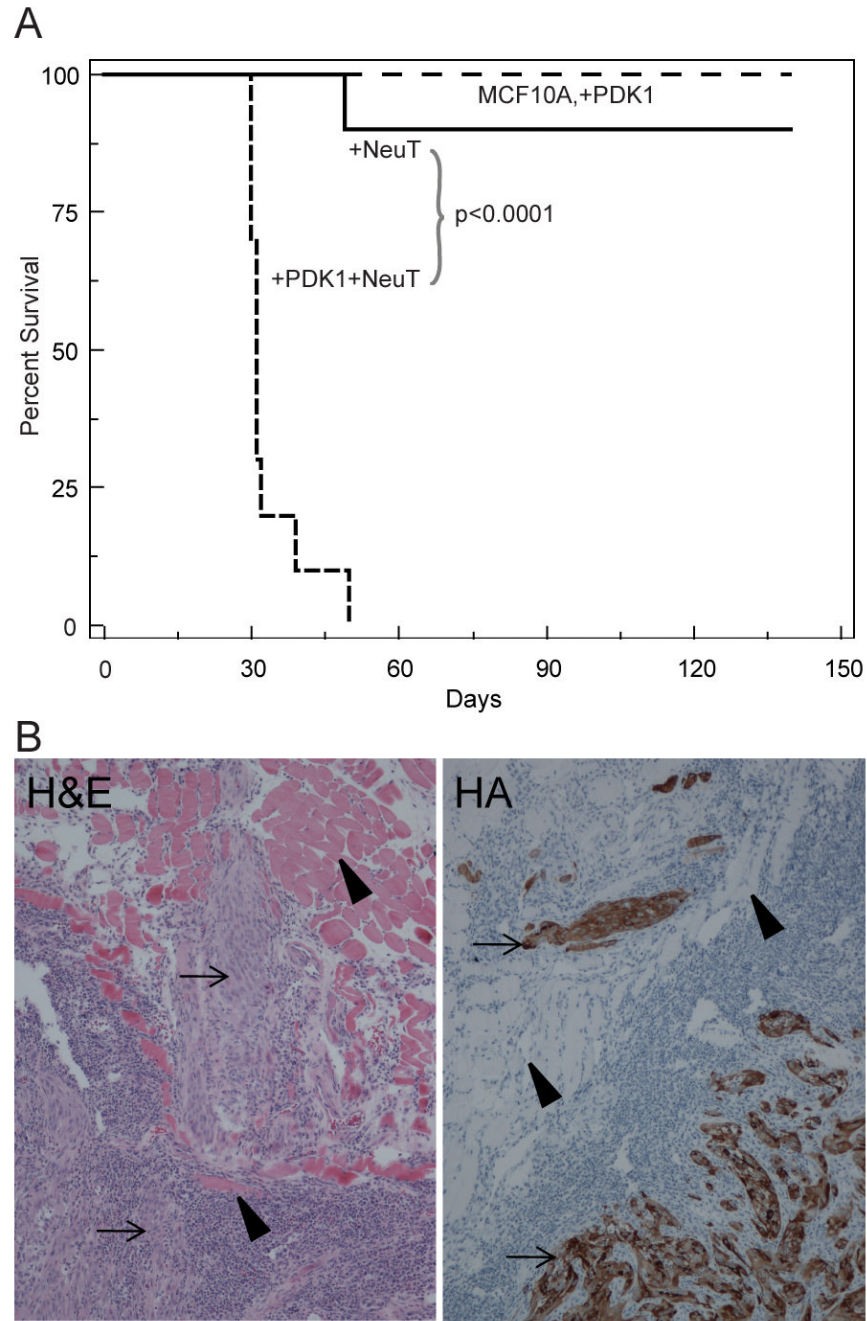 A
100
75
50
25
0
Percent Survival
MCF10A,+PDK1
+NeuT
p<0.0001
+PDK1+NeuT
0 30 60 90 120 150
Days
B
H&E
HA